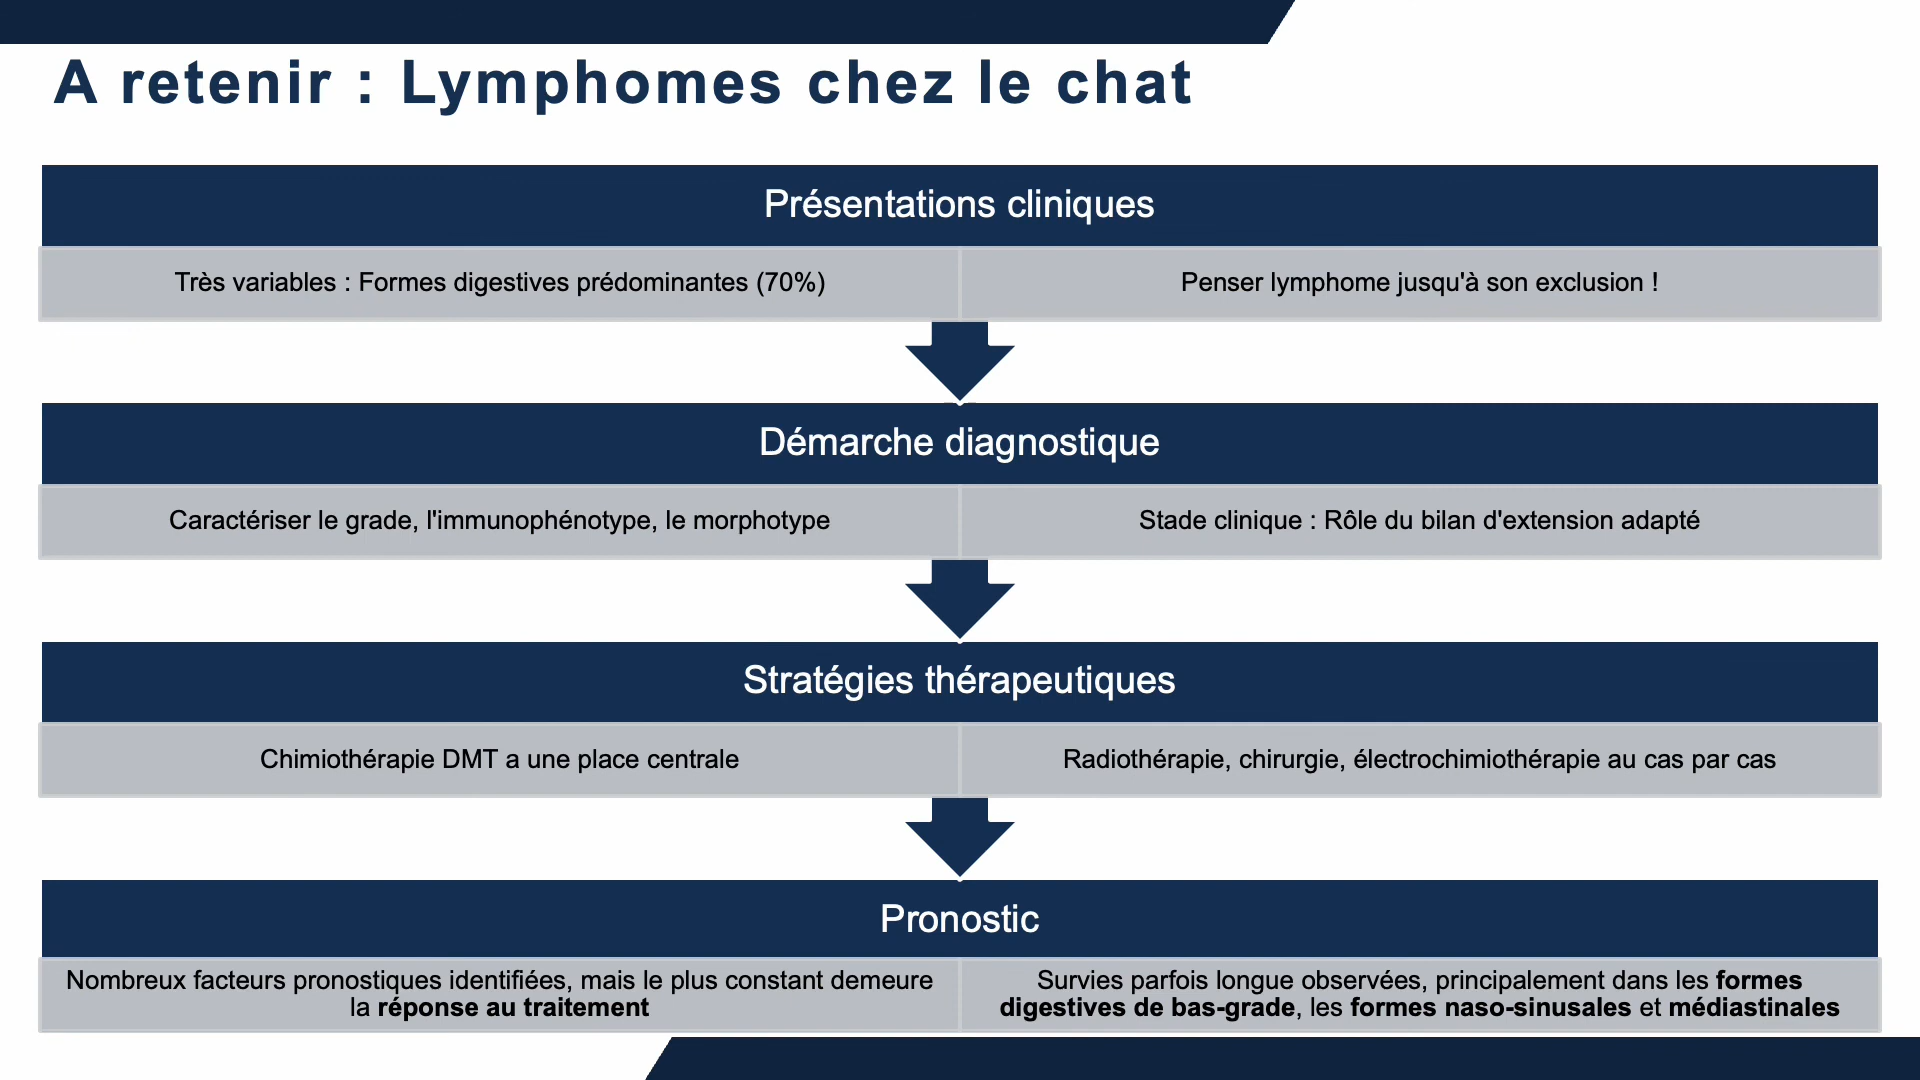 A retenir : Lymphomes chez le chat
Présentations cliniques
Très variables : Formes digestives prédominantes (70%)
Penser lymphome jusqu'à son exclusion !
Démarche diagnostique
Caractériser le grade, l'immunophénotype, le morphotype
Stade clinique : Rôle du bilan d'extension adapté
Stratégies thérapeutiques
Chimiothérapie DMT a une place centrale
Radiothérapie, chirurgie, électrochimiothérapie au cas par cas
Pronostic
Nombreux facteurs pronostiques identifiées, mais le plus constant demeure
la réponse au traitement
Survies parfois longue observées, principalement dans les formes
digestives de bas-grade, les formes naso-sinusales et médiastinales